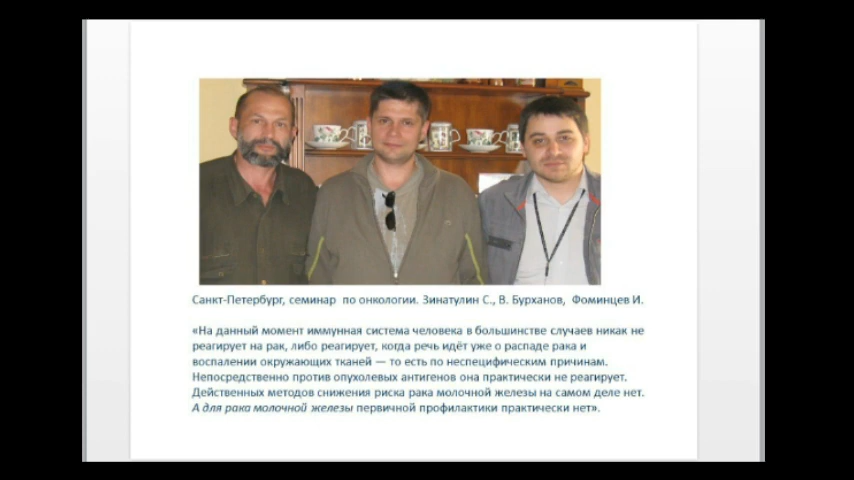 Санкт-Петербург, семинар по онкологии. Зинатулин С., В. Бурханов, Фоминцев И.
«На данный момент иммунная система человека в большинстве случаев никак не
реагирует на рак, либо реагирует, когда речь идёт уже о распаде рака и
воспалении окружающих тканей — то есть по неспецифическим причинам.
Непосредственно против опухолевых антигенов она практически не реагирует.
Действенных методов снижения риска рака молочной железы на самом деле нет.
А для рака молочной железы первичной профилактики практически нет».